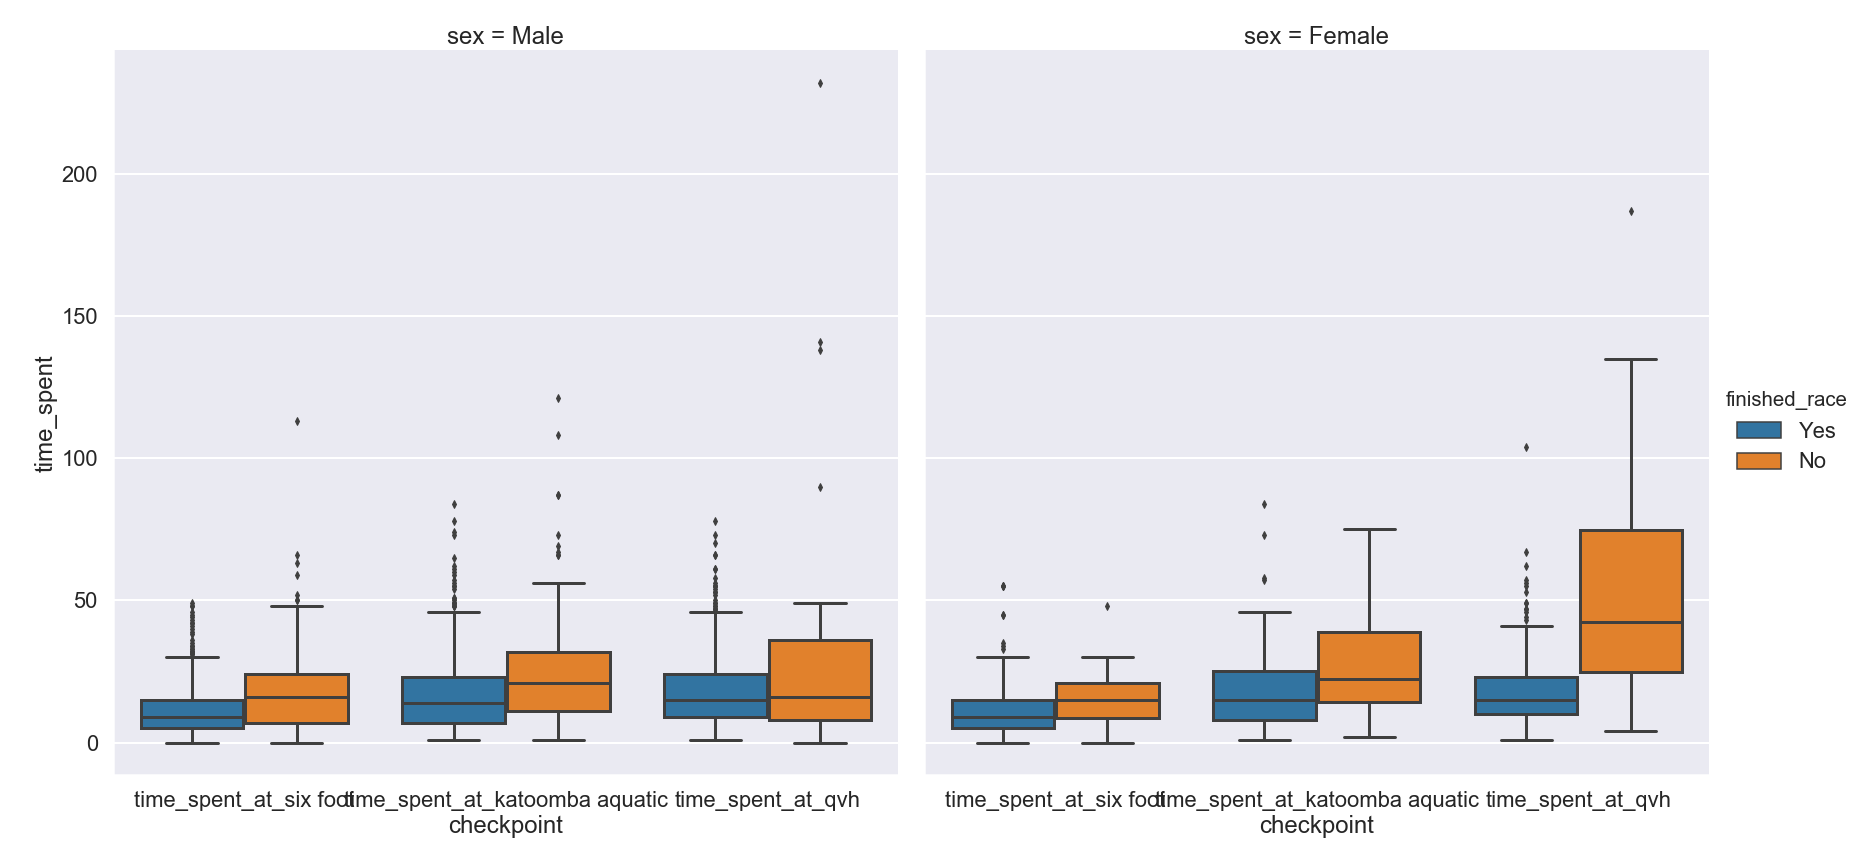 sex = Male
sex = Female
200
150
100
50
0
time_spent
time_spent_at_six foot
time_spent_at_katoomba aquatic
time_spent_at_qvh
time_spent_at_six foot
time_spent_at_katoomba aquatic
time_spent_at_qvh
checkpoint
checkpoint
finished_race
Yes
No